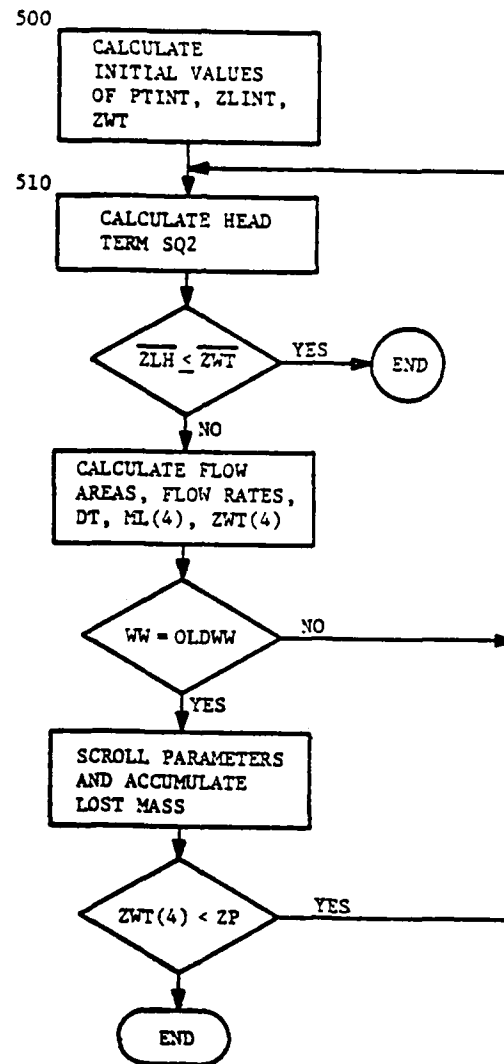 500
CALCULATE
INITIAL VALUES
OF PTINT, ZLINT,
ZWT
510
CALCULATE HEAD
TERM SQ2
ZLH ≤ ZWT
YES
END
NO
CALCULATE FLOW
AREAS, FLOW RATES,
DT, ML(4), ZWT(4)
WW = OLDWW
NO
YES
SCROLL PARAMETERS
AND ACCUMULATE
LOST MASS
ZWT(4) < ZP
YES
END